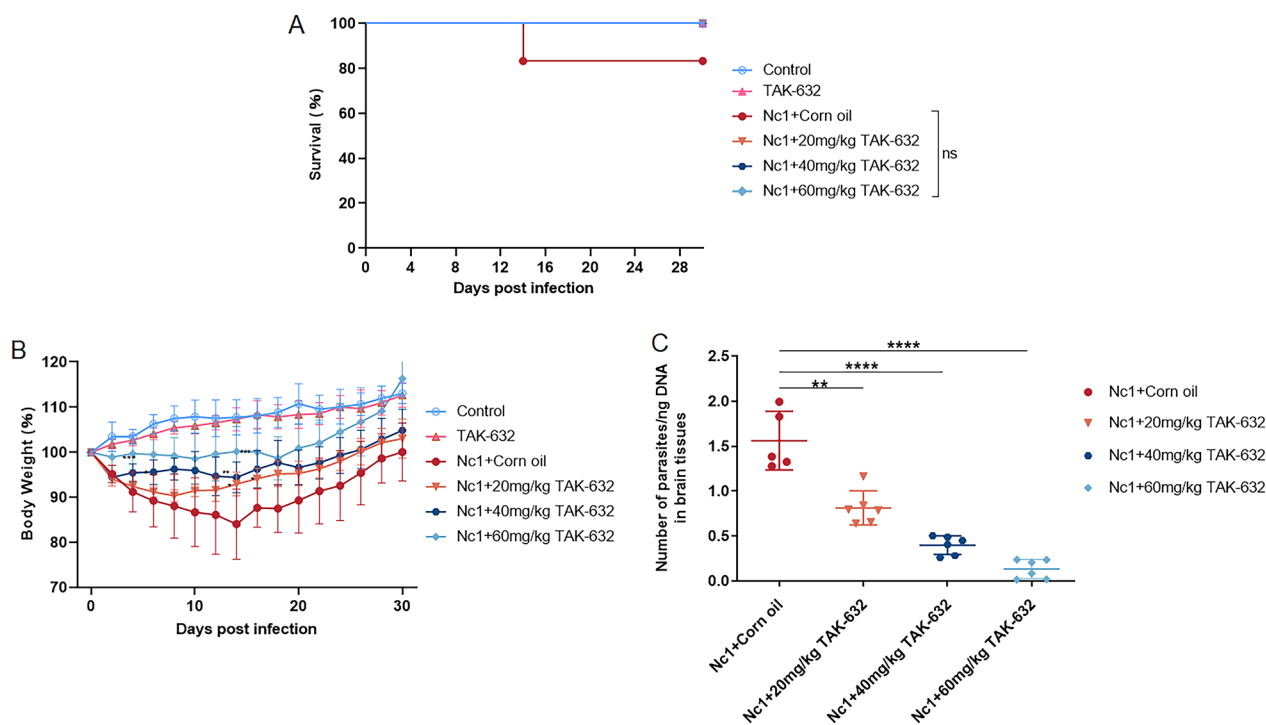 A
Survival (%)
100
80
60
40
20
0
0 4 8 12 16 20 24 28
Days post infection
Control
TAK-632
Nc1+Corn oil
Nc1+20mg/kg TAK-632
Nc1+40mg/kg TAK-632
Nc1+60mg/kg TAK-632
ns
B
Body Weight (%)
120
110
100
90
80
70
0 10 20 30
Days post infection
Control
TAK-632
Nc1+Corn oil
Nc1+20mg/kg TAK-632
Nc1+40mg/kg TAK-632
Nc1+60mg/kg TAK-632
C
Number of parasites/ng DNA
in brain tissues
2.5
2.0
1.5
1.0
0.5
0.0
****
****
**
Nc1+Corn oil
Nc1+20mg/kg TAK-632
Nc1+40mg/kg TAK-632
Nc1+60mg/kg TAK-632
Nc1+Corn oil
Nc1+20mg/kg TAK-632
Nc1+40mg/kg TAK-632
Nc1+60mg/kg TAK-632